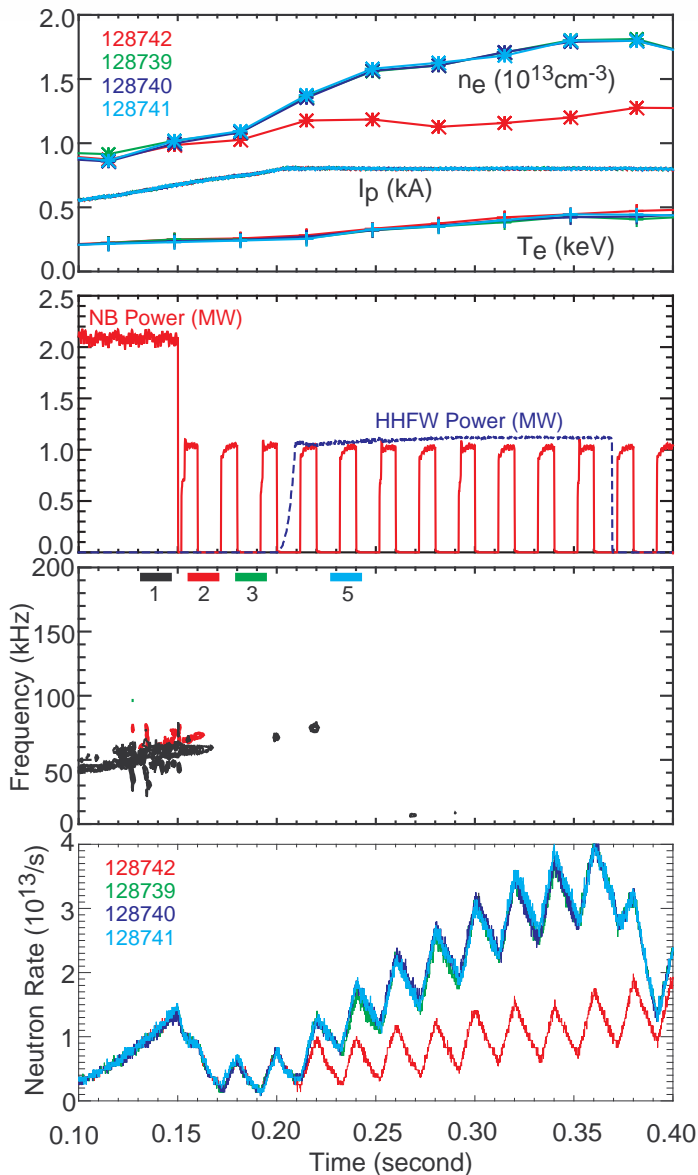 2.0
128742
128739
128740
128741
n_e (10^13 cm^-3)
1.5
1.0
I_p (kA)
0.5
T_e (keV)
0.0
2.5
NB Power (MW)
2.0
1.5
HHFW Power (MW)
1.0
0.5
0.0
200
1 2 3 5
150
100
50
0
Frequency (kHz)
4
128742
128739
128740
128741
3
2
1
0
Neutron Rate (10^13/s)
0.10 0.15 0.20 0.25 0.30 0.35 0.40
Time (second)